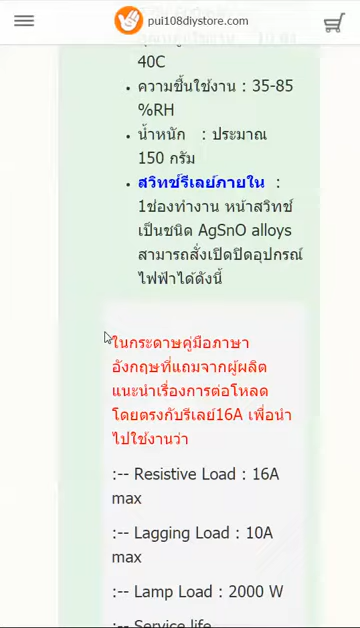 pui108diystore.com
40C
ความชื้นใช้งาน : 35-85
%RH
น้ำหนัก : ประมาณ
150 กรัม
สวิทช์รีเลย์ภายใน :
1ช่องทำงาน หน้าสวิทช์
เป็นชนิด AgSnO alloys
สามารถสั่งเปิดปิดอุปกรณ์
ไฟฟ้าได้ดังนี้
ในกระดาษคู่มือภาษา
อังกฤษที่แถมจากผู้ผลิต
แนะนำเรื่องการต่อโหลด
โดยตรงกับรีเลย์16A เพื่อนำ
ไปใช้งานว่า
:-- Resistive Load : 16A
max
:-- Lagging Load : 10A
max
:-- Lamp Load : 2000 W
:-- Service life